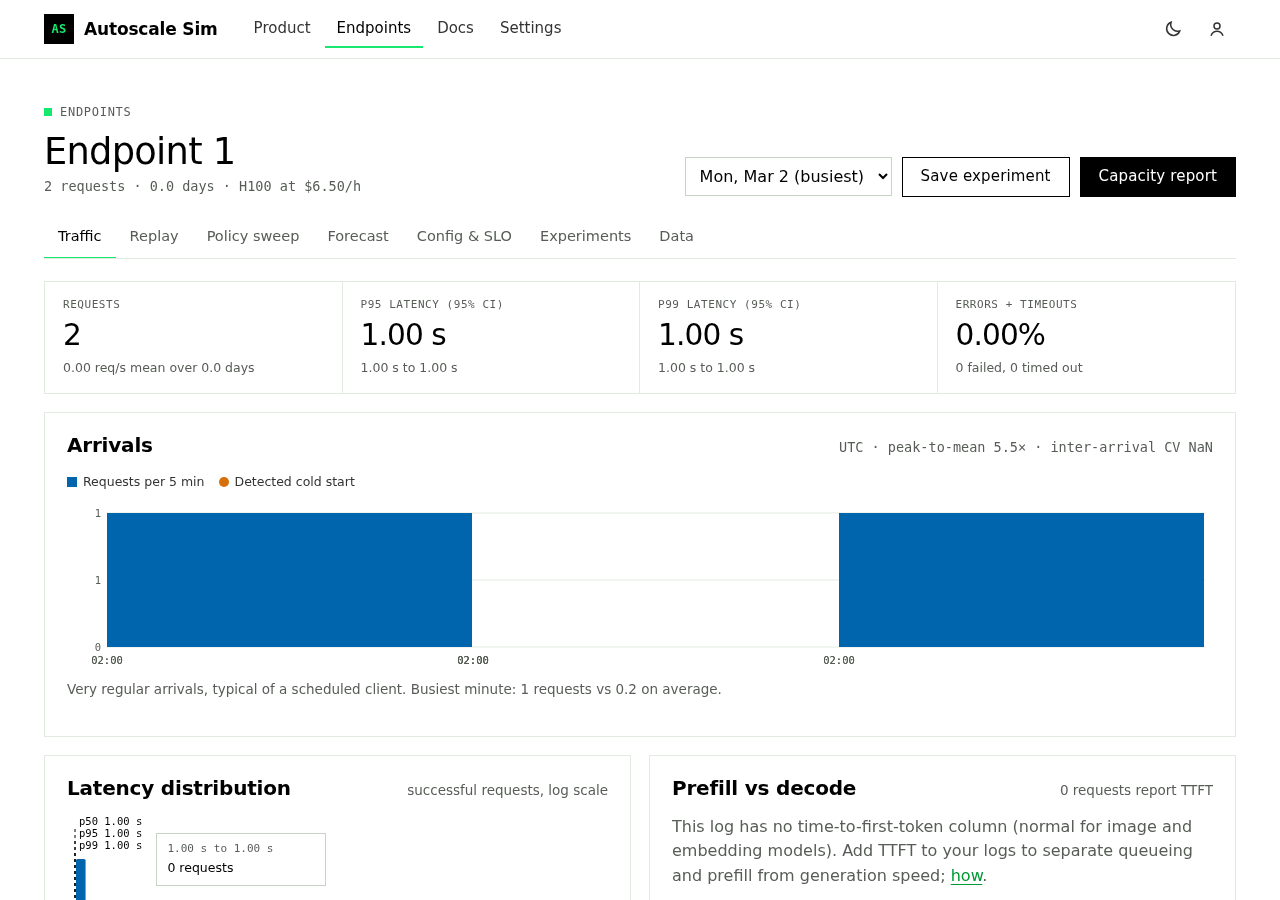 AS Autoscale Sim Product Endpoints Docs Settings
ENDPOINTS
Endpoint 1
2 requests · 0.0 days · H100 at $6.50/h
Mon, Mar 2 (busiest) Save experiment Capacity report
Traffic Replay Policy sweep Forecast Config & SLO Experiments Data
REQUESTS
2
0.00 req/s mean over 0.0 days
P95 LATENCY (95% CI)
1.00 s
1.00 s to 1.00 s
P99 LATENCY (95% CI)
1.00 s
1.00 s to 1.00 s
ERRORS + TIMEOUTS
0.00%
0 failed, 0 timed out
Arrivals
UTC · peak-to-mean 5.5× · inter-arrival CV NaN
Requests per 5 min Detected cold start
1
1
0
02:00 02:00 02:00
Very regular arrivals, typical of a scheduled client. Busiest minute: 1 requests vs 0.2 on average.
Latency distribution
successful requests, log scale
p50 1.00 s
p95 1.00 s
p99 1.00 s
1.00 s to 1.00 s
0 requests
Prefill vs decode
0 requests report TTFT
This log has no time-to-first-token column (normal for image and
embedding models). Add TTFT to your logs to separate queueing
and prefill from generation speed; how.